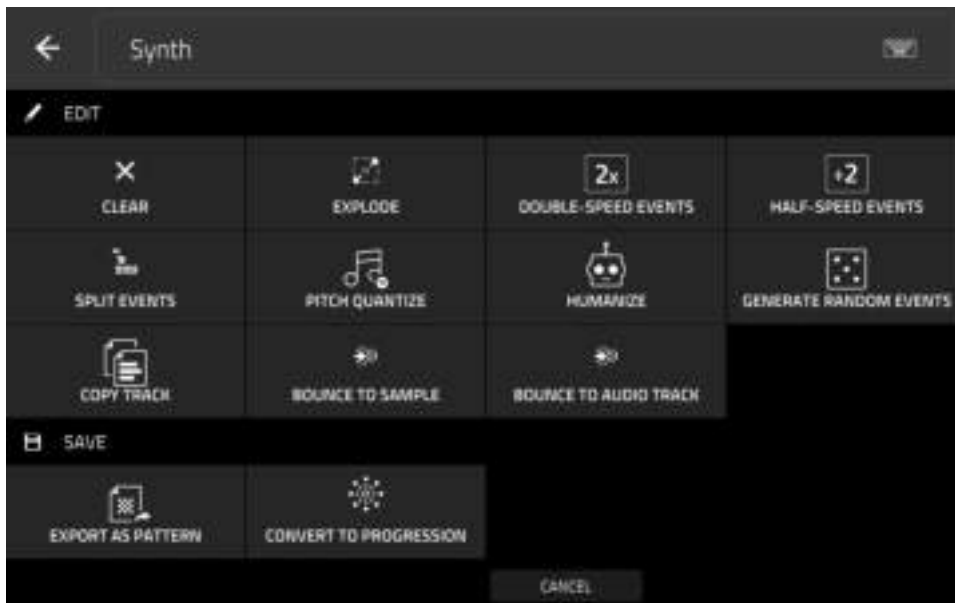 Synth
EDIT
CLEAR
EXPLODE
2x
DOUBLE-SPEED EVENTS
÷2
HALF-SPEED EVENTS
SPLIT EVENTS
PITCH QUANTIZE
HUMANIZE
GENERATE RANDOM EVENTS
COPY TRACK
BOUNCE TO SAMPLE
BOUNCE TO AUDIO TRACK
SAVE
EXPORT AS PATTERN
CONVERT TO PROGRESSION
CANCEL